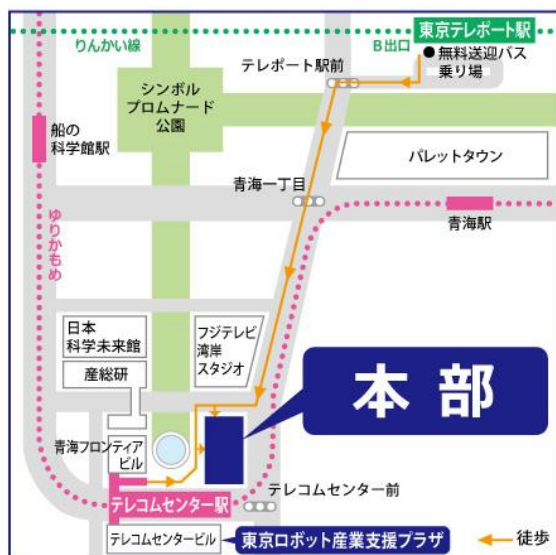 東京テレポート駅
りんかい線
B出口
無料送迎バス
乗り場
テレポート駅前
シンボル
プロムナード
公園
船の
科学館駅
パレットタウン
青海一丁目
青海駅
ゆりかもめ
日本
科学未来館
フジテレビ
湾岸
スタジオ
産総研
本部
青海フロンティア
ビル
テレコムセンター駅
テレコムセンター前
テレコムセンタービル
東京ロボット産業支援プラザ
徒歩